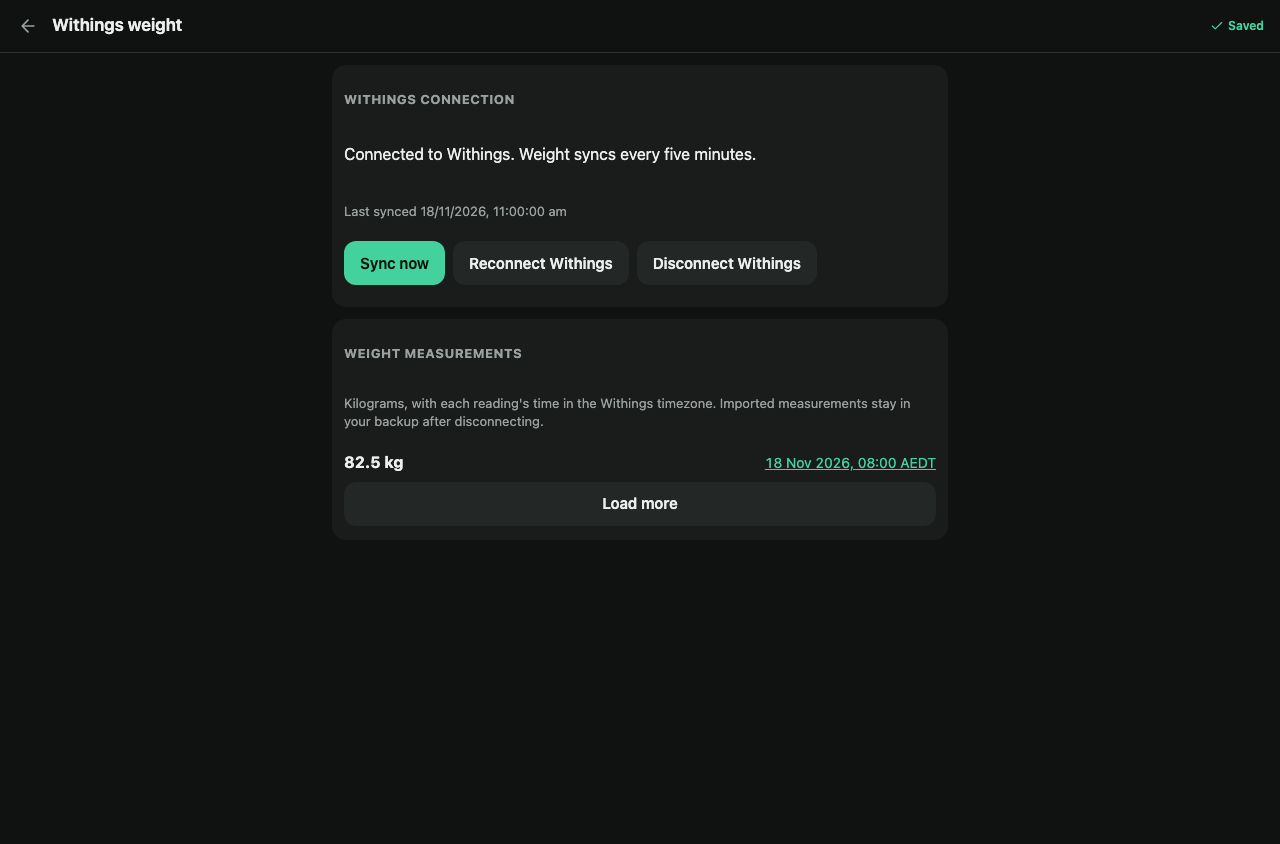 Withings weight
Saved
WITHINGS CONNECTION
Connected to Withings. Weight syncs every five minutes.
Last synced 18/11/2026, 11:00:00 am
Sync now
Reconnect Withings
Disconnect Withings
WEIGHT MEASUREMENTS
Kilograms, with each reading's time in the Withings timezone. Imported measurements stay in
your backup after disconnecting.
82.5 kg
18 Nov 2026, 08:00 AEDT
Load more